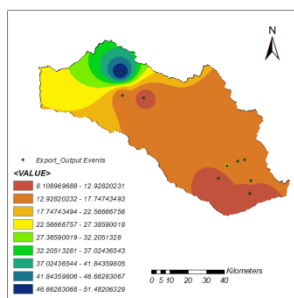 N
Export_Output Events
<VALUE>
8.108969688 - 12.92820231
12.92820232 - 17.74743493
17.74743494 - 22.56666756
22.56666757 - 27.38590018
27.38590019 - 32.2051328
32.20513281 - 37.02436543
37.02436544 - 41.84359805
41.84359806 - 46.66283067
46.66283068 - 51.48206329
Kilometers
0 5 10 20 30 40